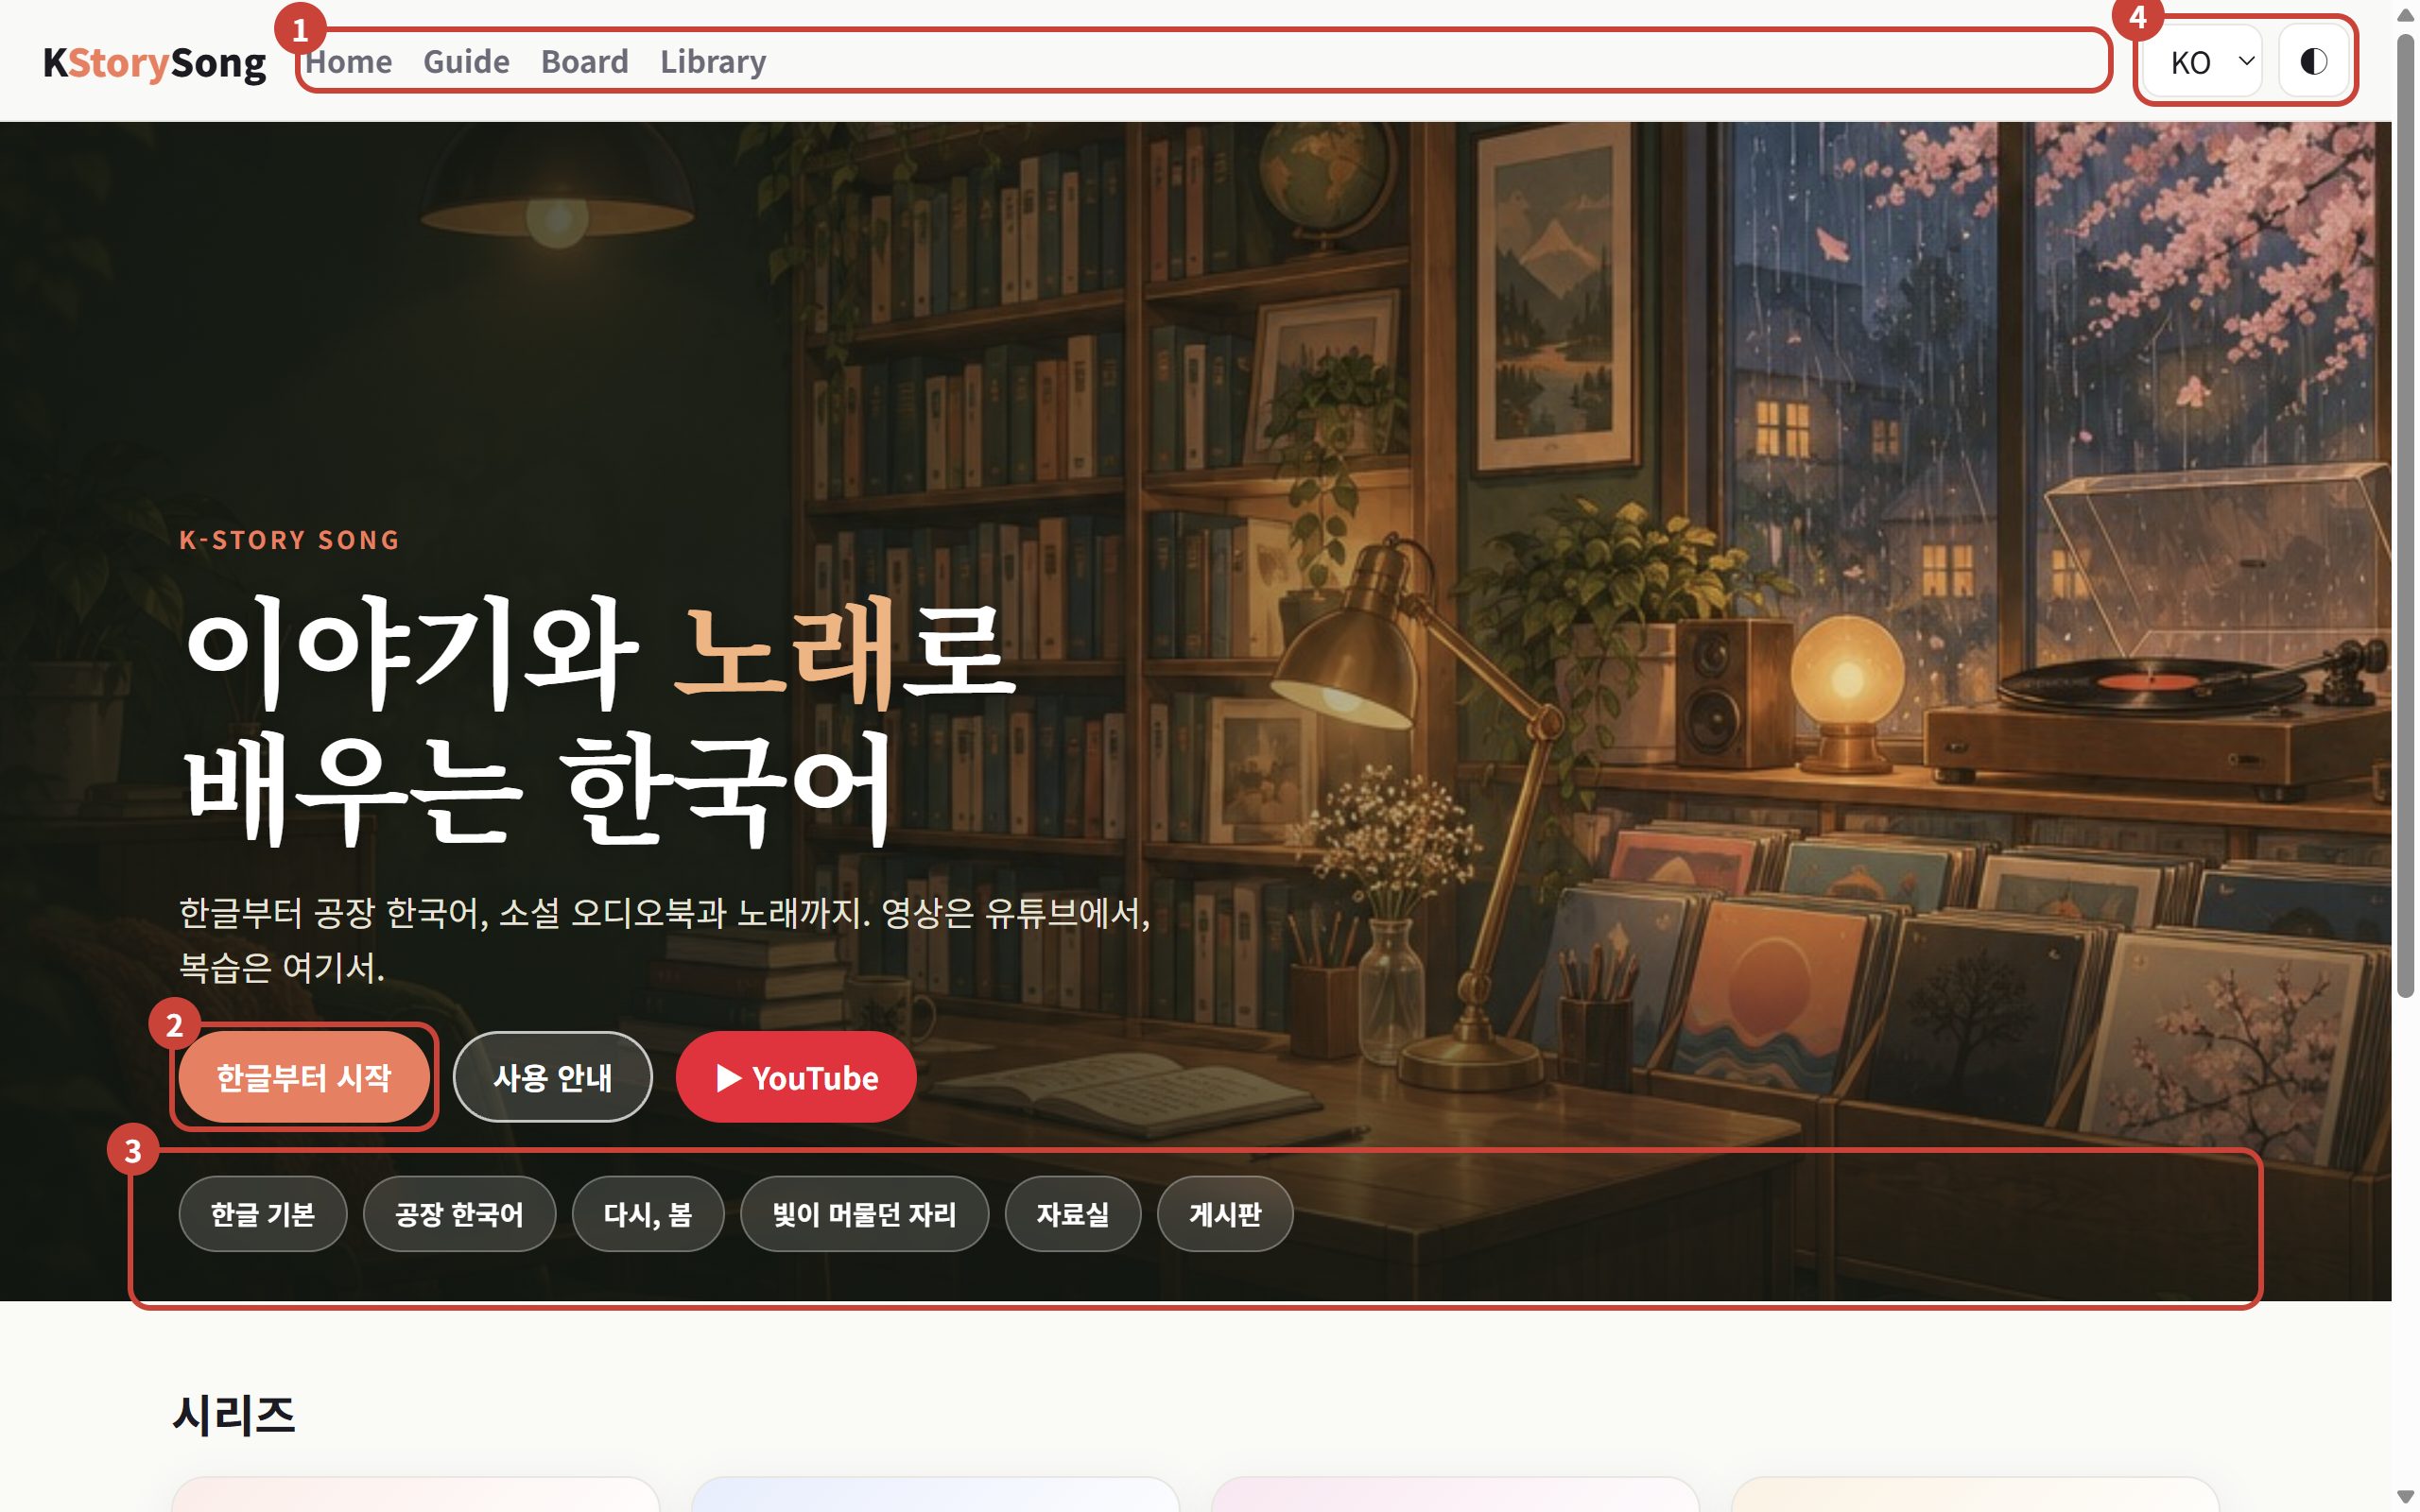 KStorySong
1
Home Guide Board Library
4
KO
K-STORY SONG
이야기와 노래로
배우는 한국어
한글부터 공장 한국어, 소설 오디오북과 노래까지. 영상은 유튜브에서,
복습은 여기서.
2
한글부터 시작 사용 안내 ▶ YouTube
3
한글 기본 공장 한국어 다시, 봄 빛이 머물던 자리 자료실 게시판
시리즈